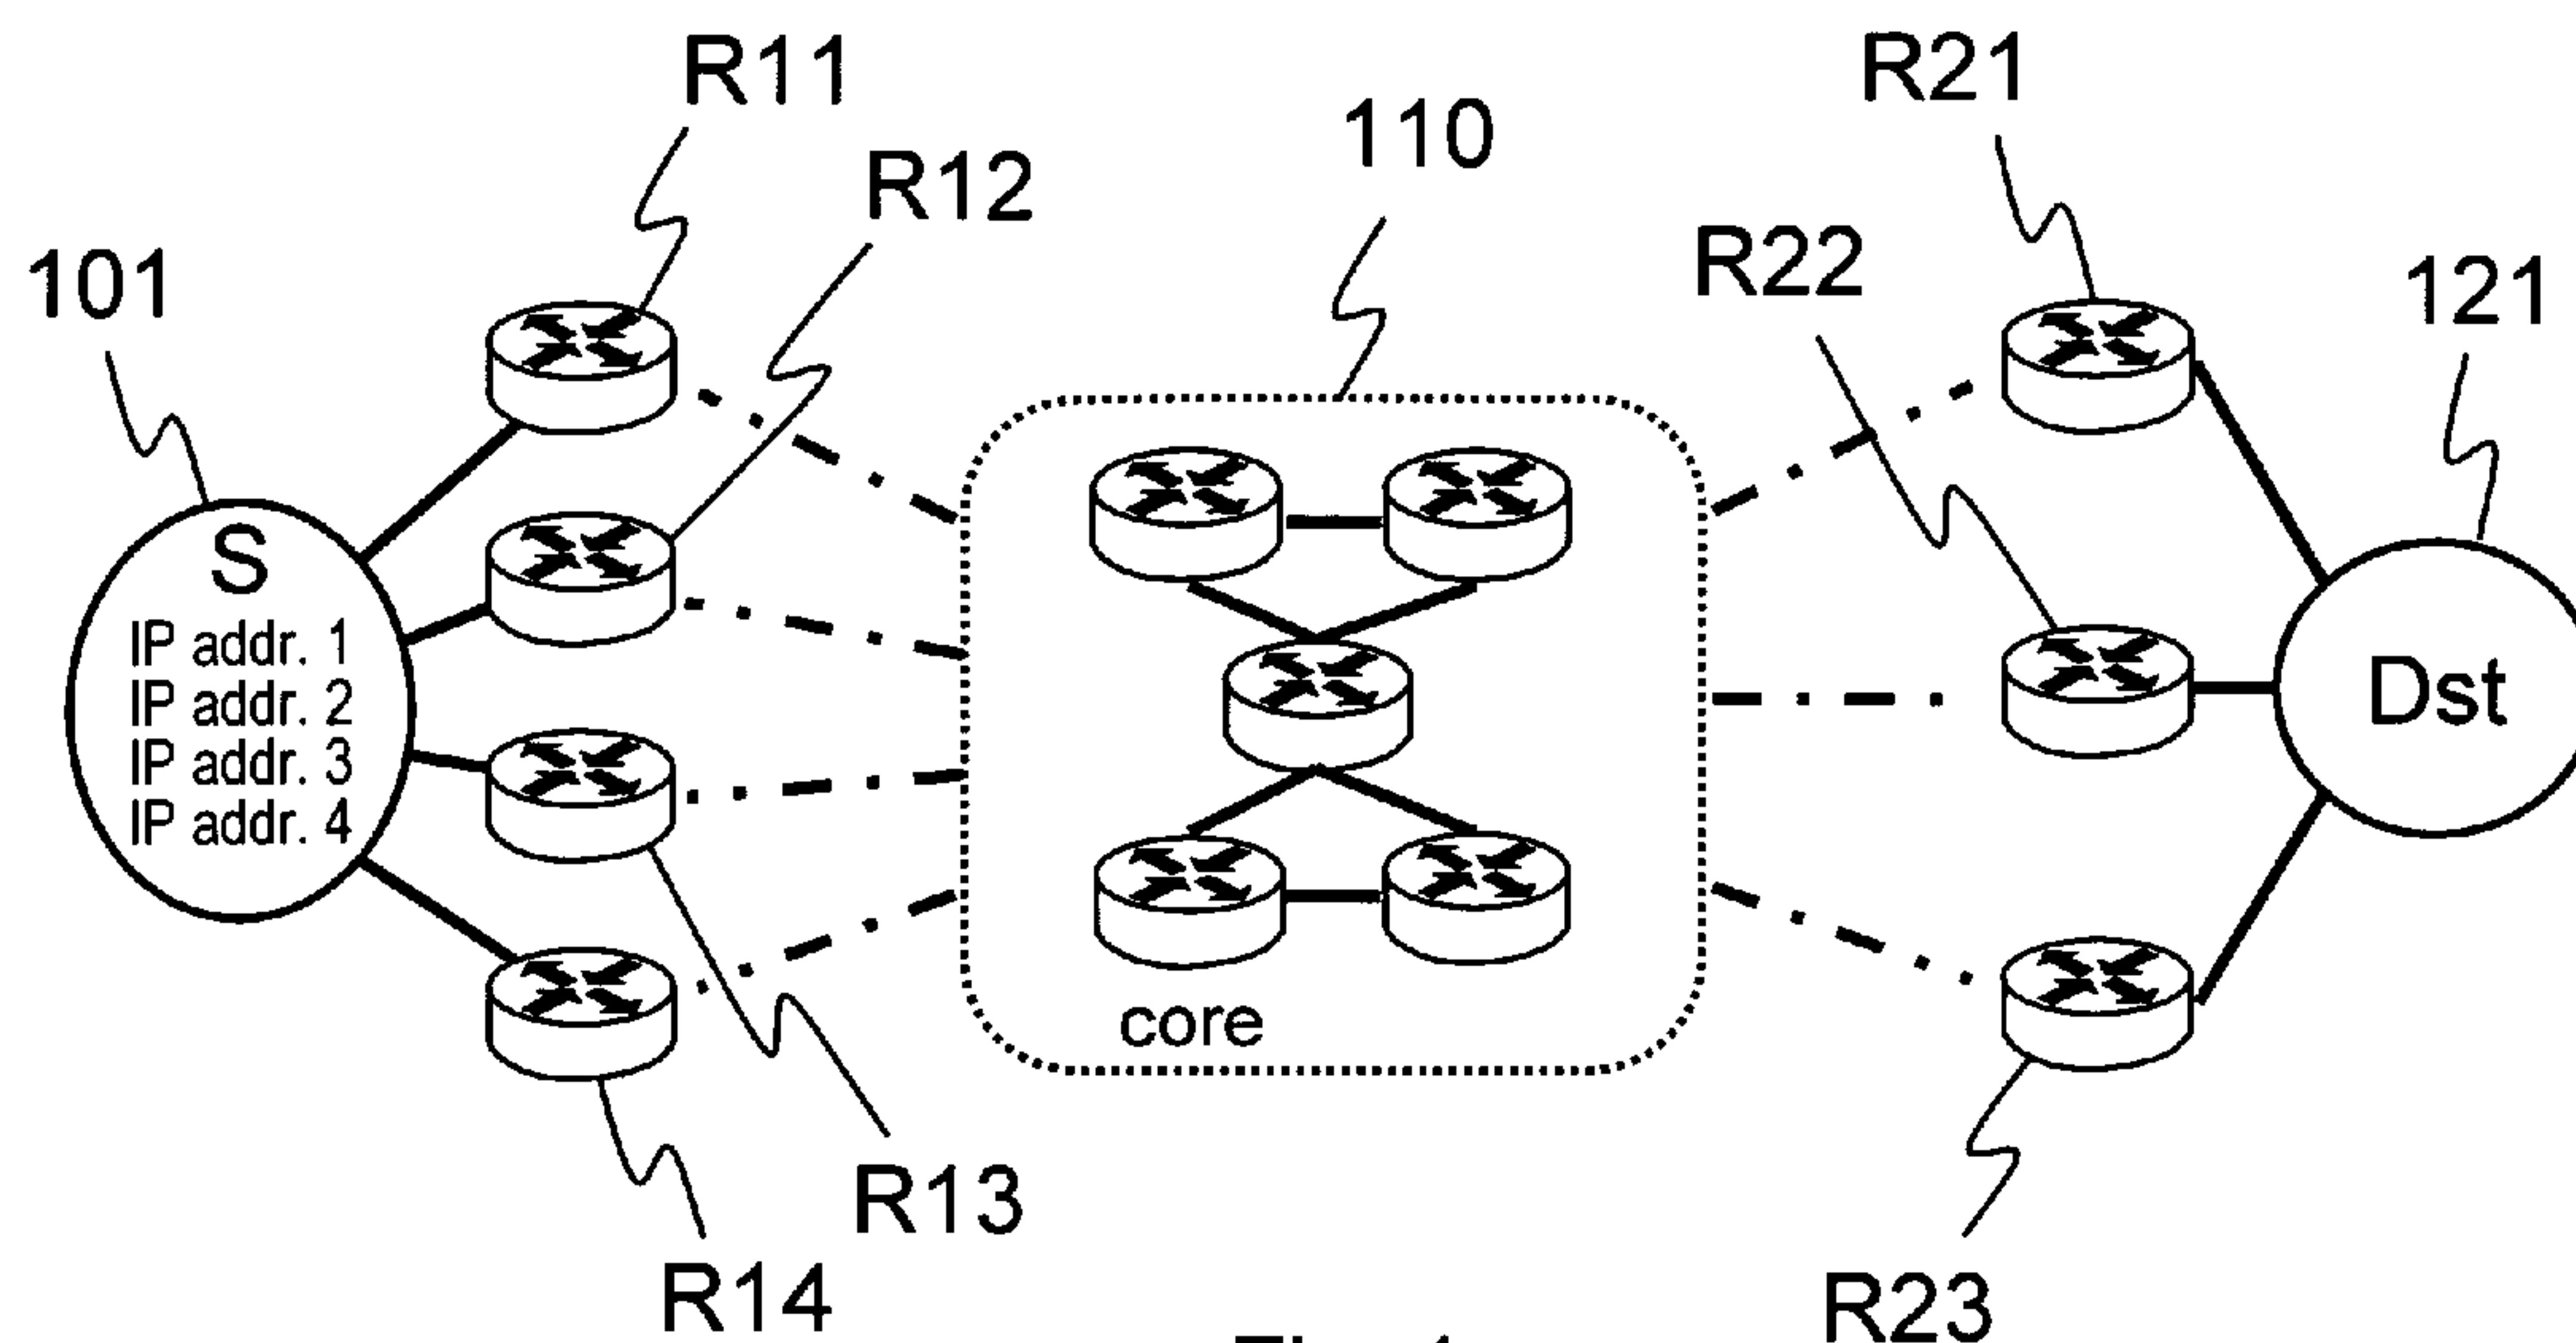 R11
R21
110
R12
R22
101
121
S
IP addr. 1
IP addr. 2
IP addr. 3
IP addr. 4
Dst
core
R13
R14
R23